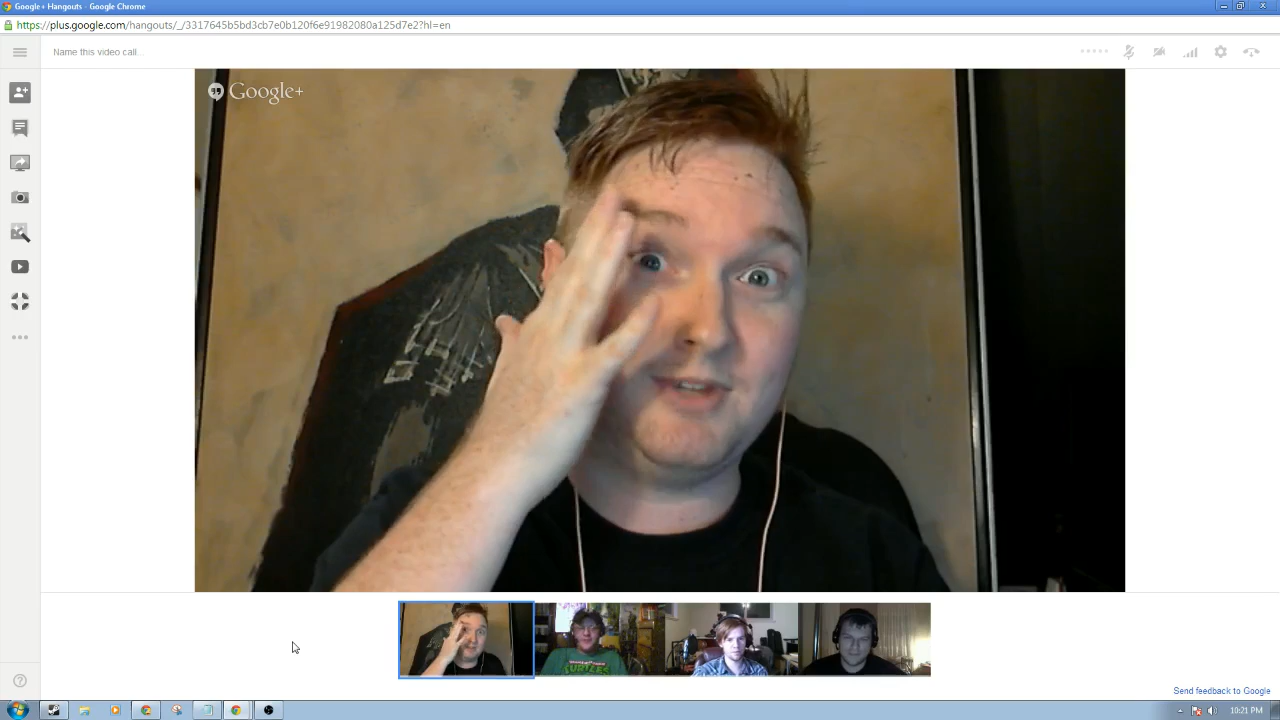 Google+ Hangouts - Google Chrome
https://plus.google.com/hangouts/_/3317645b5bd3cb7e0b120f6e91982080a125d7e2?hl=en
Name this video call...
Google+
TURTLES
Send feedback to Google
10:21 PM